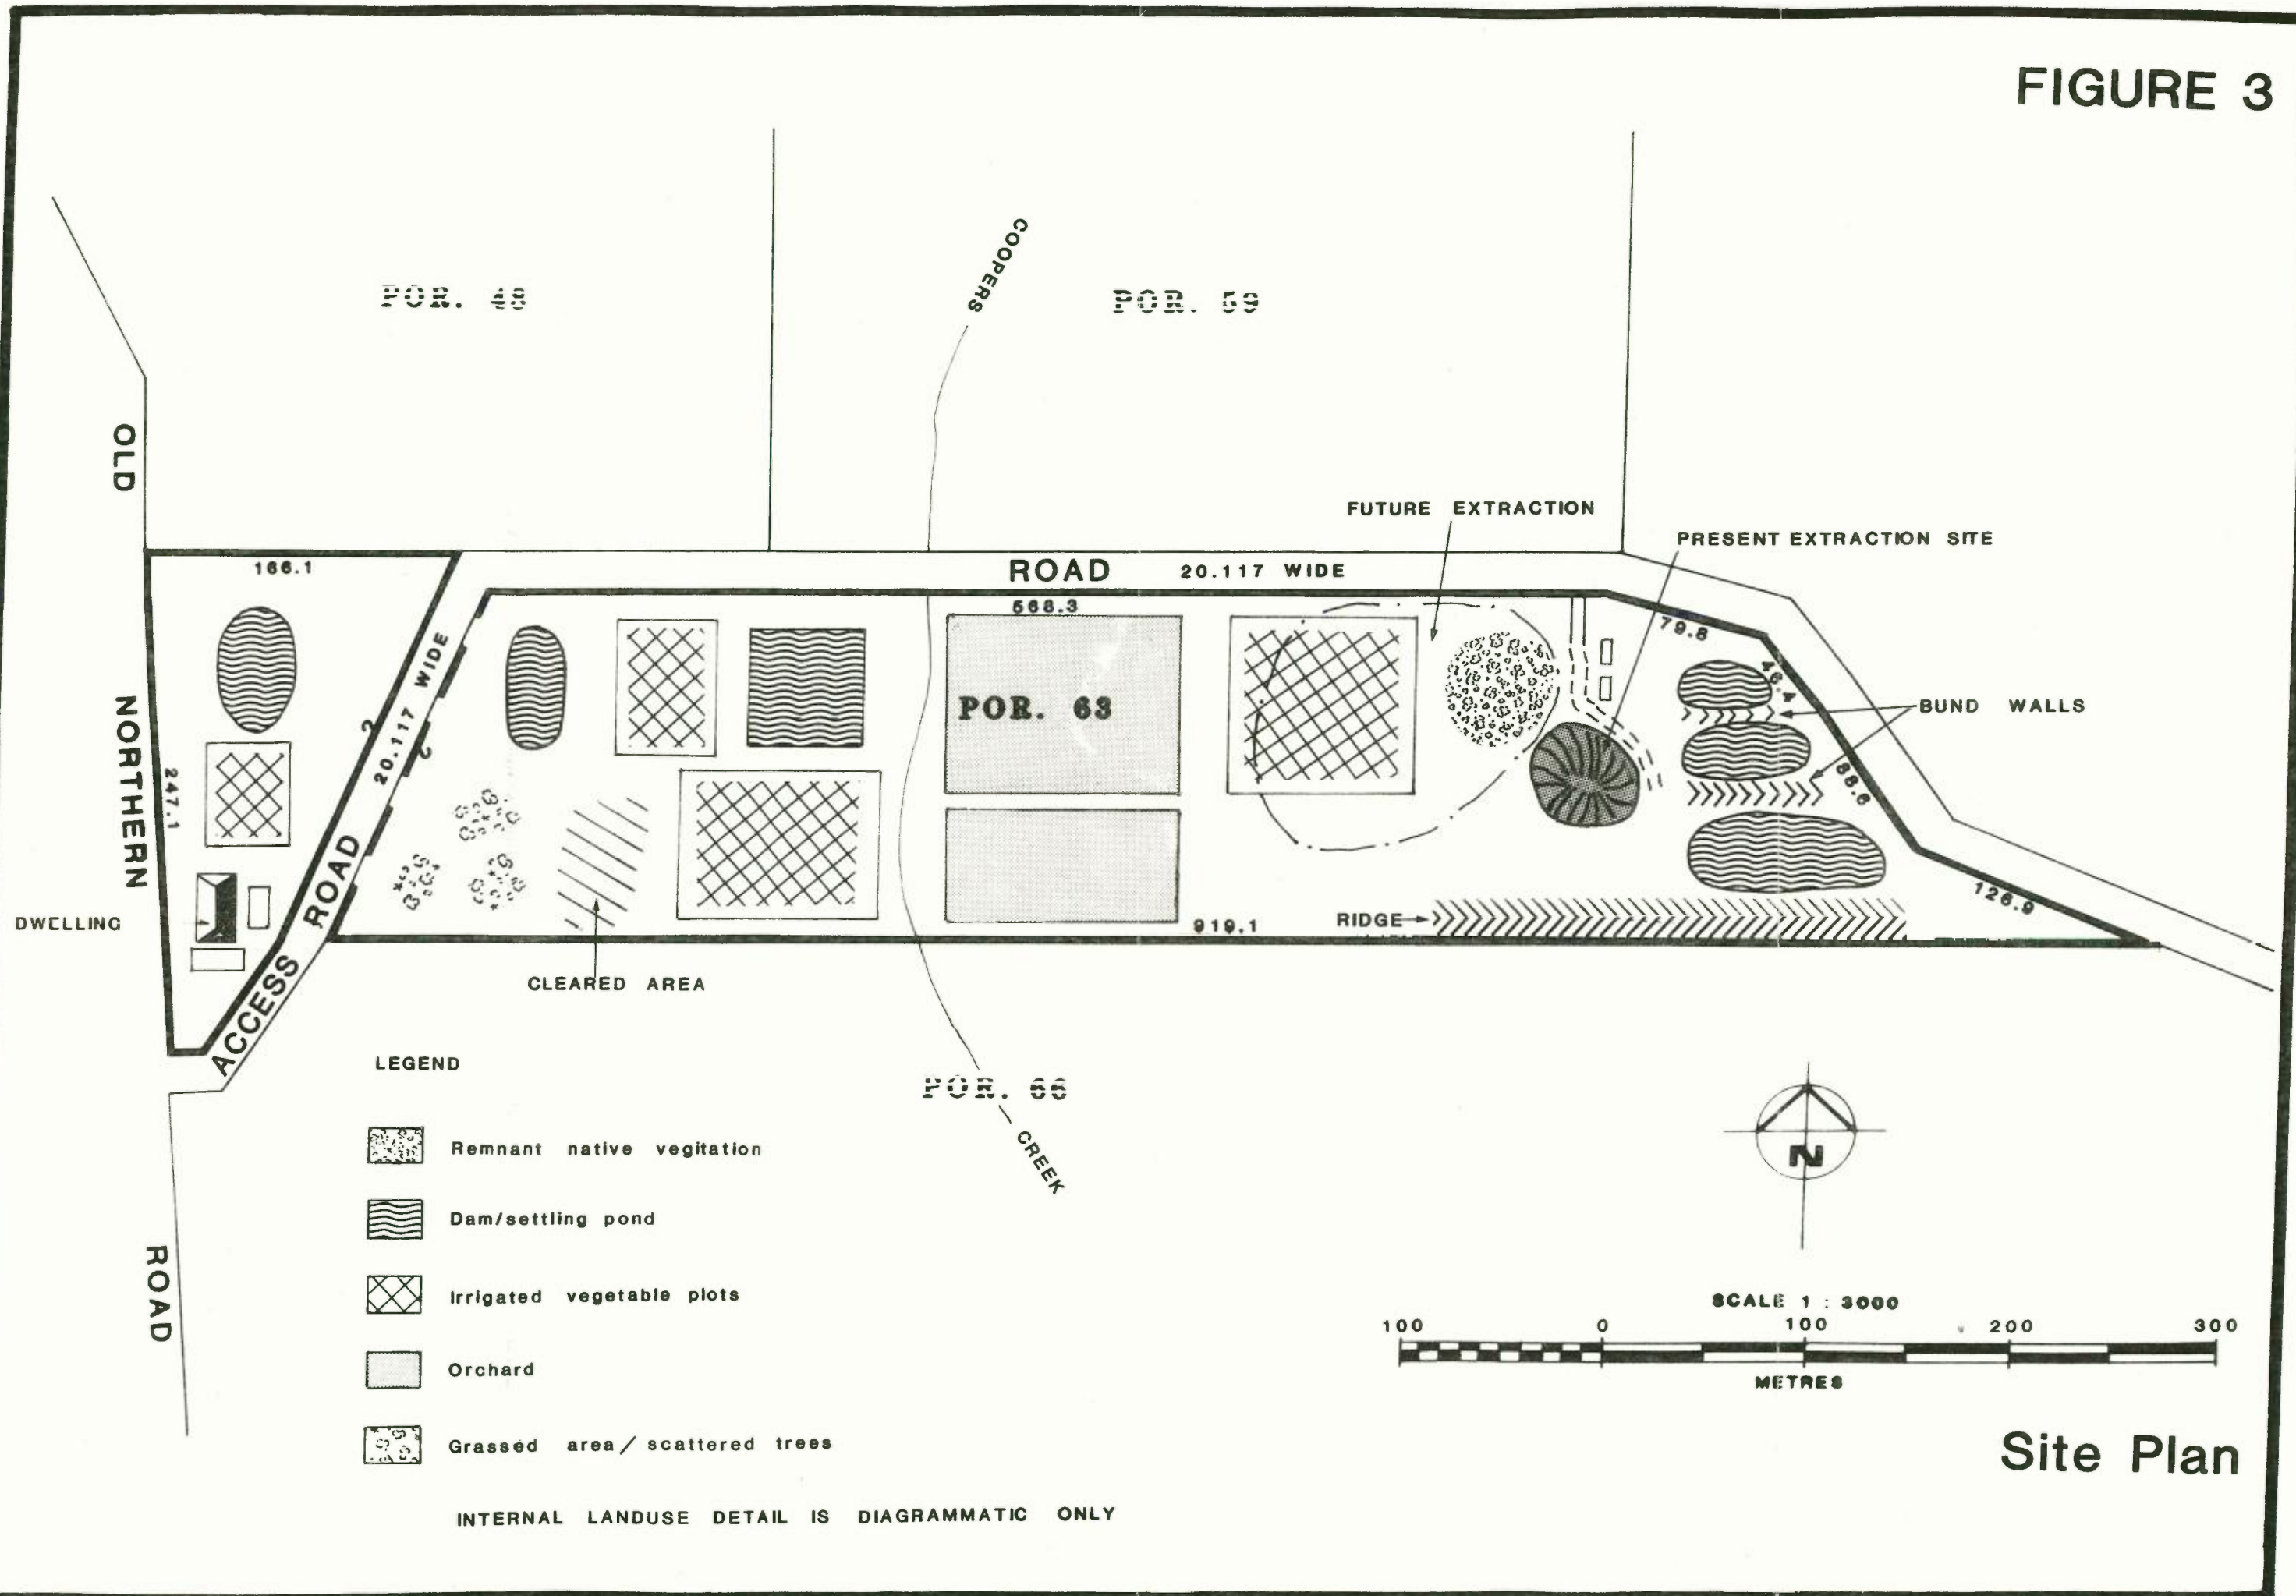 FIGURE 3
COOPERS
POR. 48
POR. 59
OLD
FUTURE EXTRACTION
PRESENT EXTRACTION SITE
166.1
ROAD 20.117 WIDE
568.3
79.8
46.4
20.117 WIDE
2
2
POR. 63
BUND WALLS
NORTHERN
247.1
88.6
ACCESS ROAD
126.9
DWELLING
919.1
RIDGE
CLEARED AREA
LEGEND
POR. 66
CREEK
Remnant native vegitation
N
Dam/settling pond
ROAD
Irrigated vegetable plots
SCALE 1 : 3000
100 0 100 200 300
METRES
Orchard
Grassed area / scattered trees
Site Plan
INTERNAL LANDUSE DETAIL IS DIAGRAMMATIC ONLY